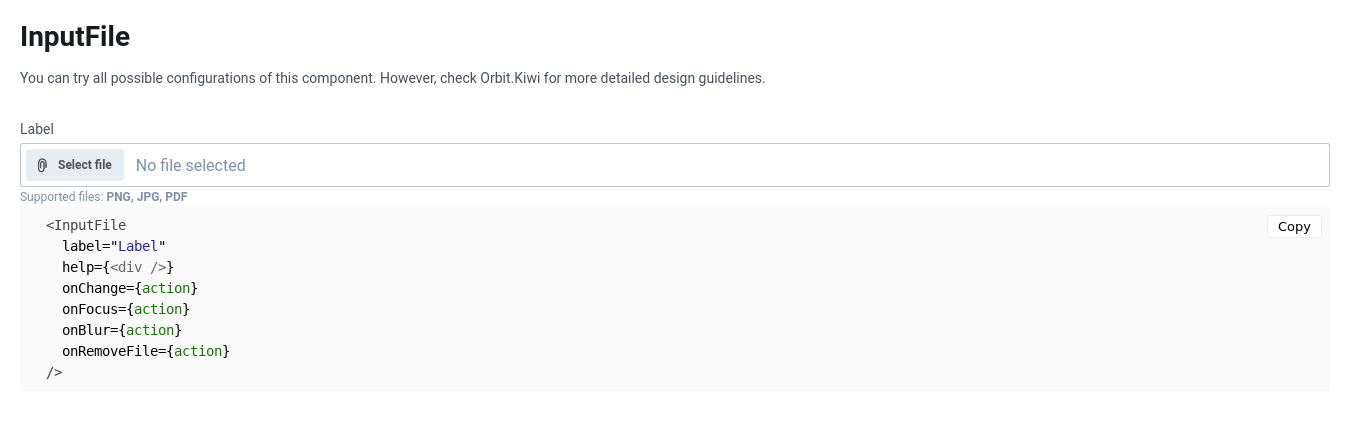 InputFile
You can try all possible configurations of this component. However, check Orbit.Kiwi for more detailed design guidelines.
Label
Select file No file selected
Supported files: PNG, JPG, PDF
<InputFile
Copy
label="Label"
help={<div />}
onChange={action}
onFocus={action}
onBlur={action}
onRemoveFile={action}
/>